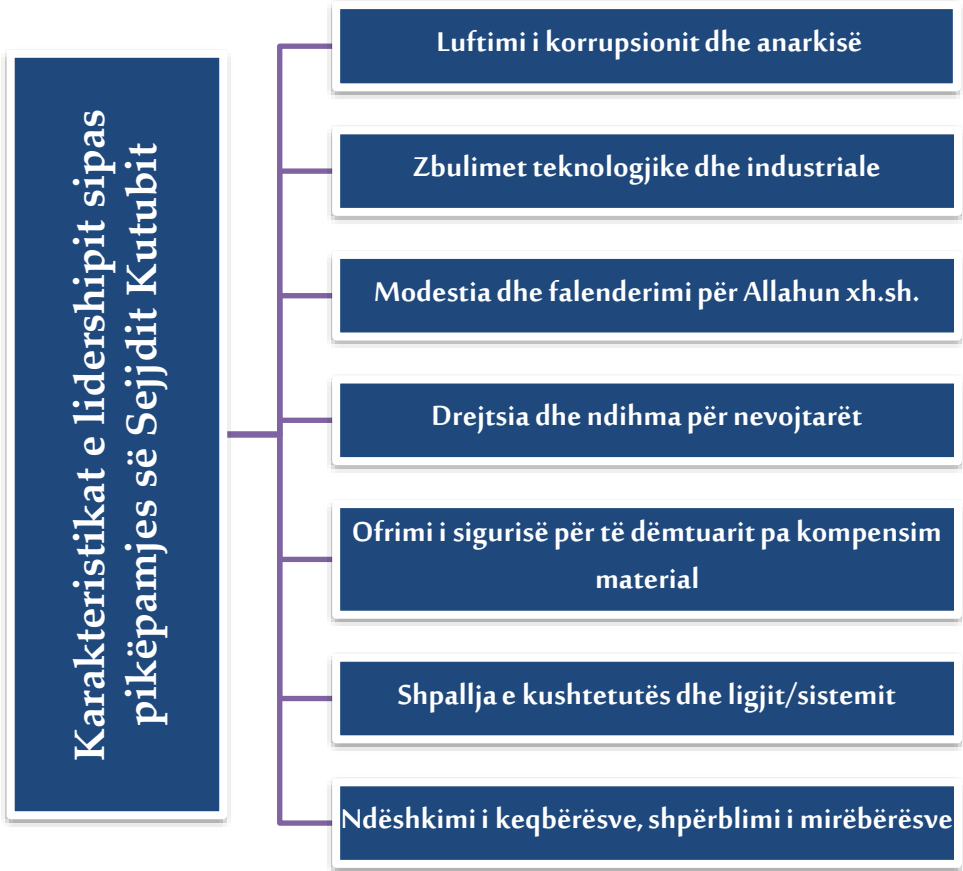 Karakteristikat e lidershipit sipas
pikëpamjes së Sejjdit Kutubit
Luftimi i korrupsionit dhe anarkisë
Zbulimet teknologjike dhe industriale
Modestia dhe falenderimi për Allahun xh.sh.
Drejtsia dhe ndihma për nevojtarët
Ofrimi i sigurisë për të dëmtuarit pa kompensim
material
Shpallja e kushtetutës dhe ligjit/sistemit
Ndëshkimi i keqbërësve, shpërblimi i mirëbërësve